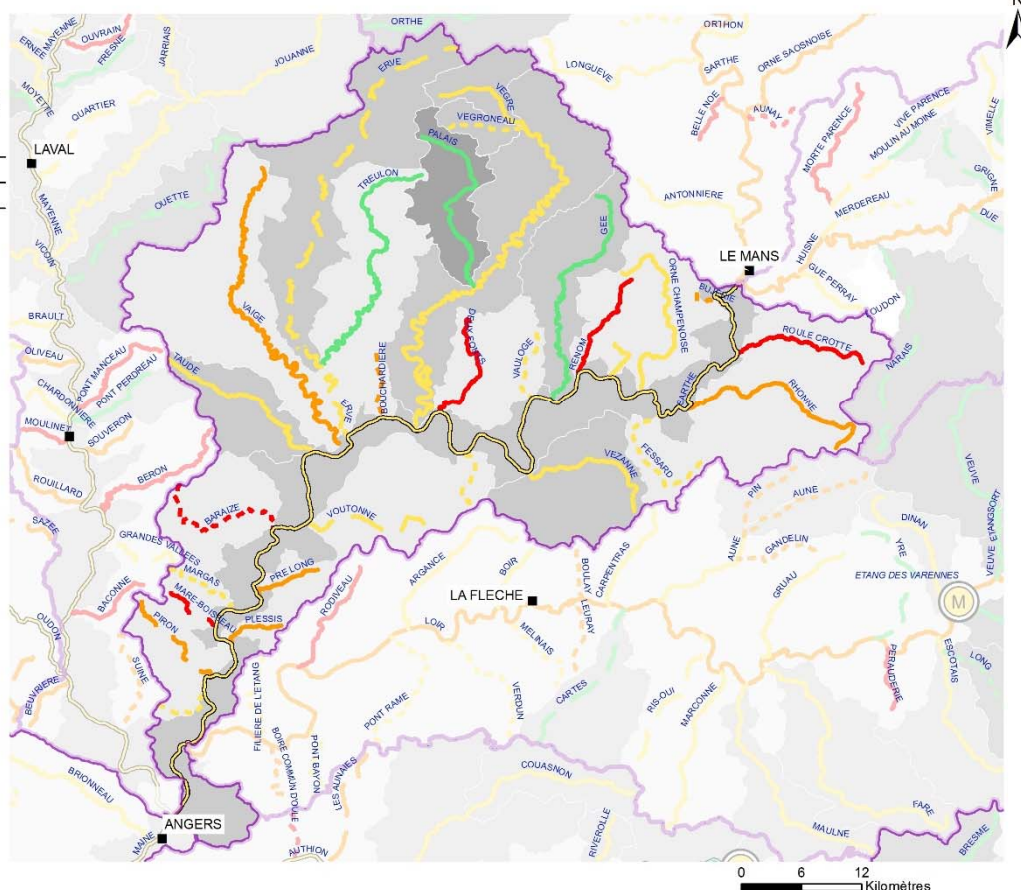 N
ORTHE
ORTHON
ERNEE
MAYENNE
OUVRAIN
FRESNE
JARRIAIS
JOUANNE
ERVE
LONGUEVE
SARTHE
ORNE SAOSNOISE
MOYETTE
QUARTIER
VEGRE
VEGRONEAU
BELLE NOE
AUNAY
MORTE PARENCE
VIVE PARENCE
MOULIN AU MOINE
VIMELLE
LAVAL
PALAIS
TREULON
GRIGNE
OUETTE
ANTONNIERE
MERDEREAU
DUE
MAYENNE
VICOIN
GEE
HUISNE
LE MANS
GUE PERRAY
ORNE CHAMPENOISE
LOUDON
BRAULT
VAIGE
DEUX FONTS
RENOM
ROULE CROTTE
NARAIS
OLIVEAU
PONT MANCEAU
PONT PERDREAU
TAUDE
BOUCHARDIERE
VAULOGE
SARTHE
RHONNE
CHARDONNIERE
ERVE
MOULINET
SOUVERON
BERON
VEZANNE
FESSARD
VEUVE
ROUILLARD
PIN
AUNE
SAZEE
BARAIZE
VOUTONNE
DINAN
GRANDES VALLEES
AUNE
GANDELIN
YRE
VEUVE ET LANGSORT
MARGAS
PRE LONG
ARGANCE
BOIR
BOULAY
CARPENTRAS
ETANG DES VARENNES
BACONNE
MARE-BOISSEAU
RODIVEAU
LA FLECHE
GRUAU
M
PIRON
PLESSIS
LOIR
LEURAY
OUDON
MELINAIS
ESCOTAIS
LONG
SUINE
PERAUDERIE
BEUVRIERE
FILIERE DE L'ETANG
PONT RAME
VERDUN
CARTES
RIS-OUI
MARCONNE
BOIRE COMMUN D'OULE
PONT BAYON
LES AUNAIES
BRIONNEAU
COUASNON
FARE
ANGERS
MAINE
AUTHION
RIVEROLLE
MAULNE
BRESME
0 6 12
Kilomètres